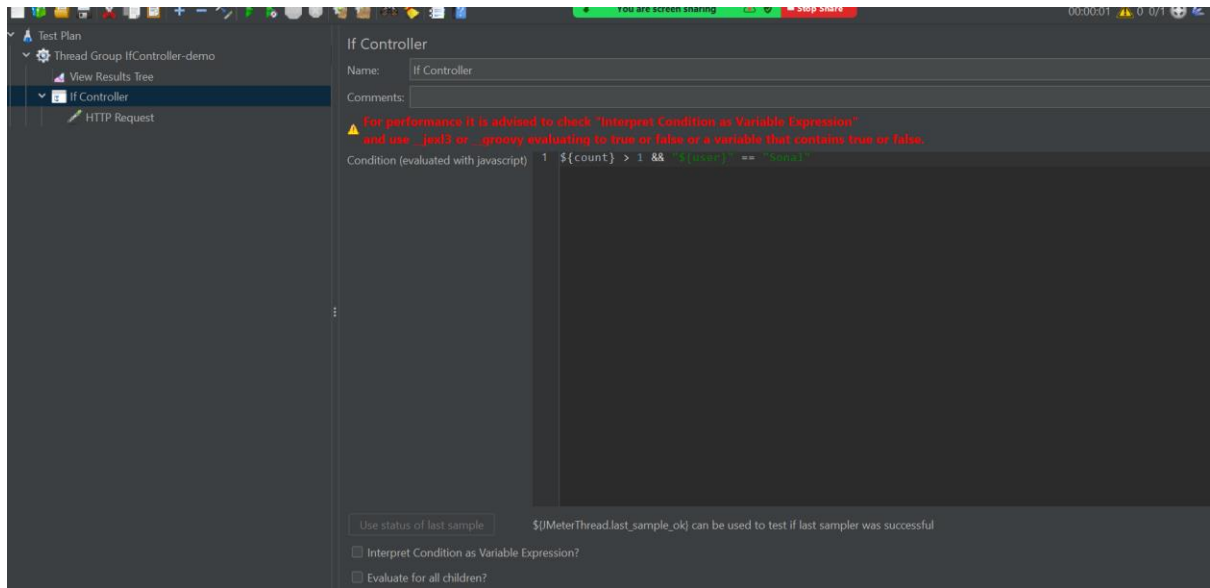 You are screen sharing
Stop Share
00:00:01
0 0/1
Test Plan
Thread Group IfController-demo
View Results Tree
If Controller
HTTP Request
If Controller
Name: If Controller
Comments:
For performance it is advised to check "Interpret Condition as Variable Expression"
and use __jexl3 or __groovy evaluating to true or false or a variable that contains true or false.
Condition (evaluated with javascript)
1 ${count} > 1 && "${user}" == "Sonal"
Use status of last sample
${JMeterThread.last_sample_ok} can be used to test if last sampler was successful
Interpret Condition as Variable Expression?
Evaluate for all children?